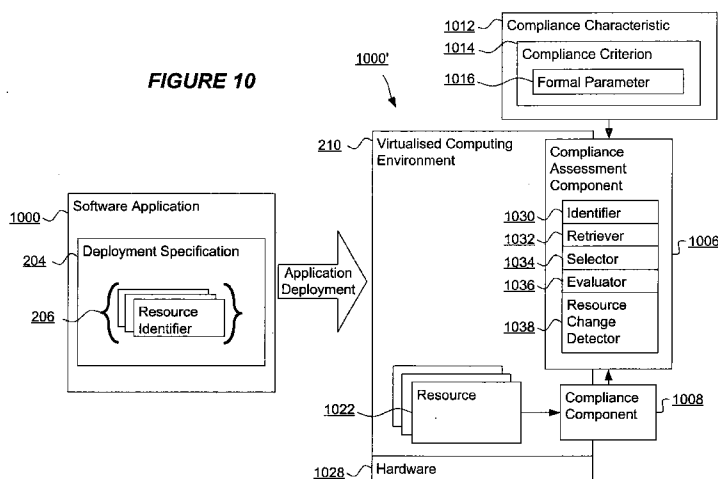 1012
Compliance Characteristic
1014
Compliance Criterion
1016
Formal Parameter
FIGURE 10
1000'
210
Virtualised Computing
Environment
Compliance
Assessment
Component
1030
Identifier
1032
Retriever
1034
Selector
1036
Evaluator
1038
Resource
Change
Detector
1006
1000
Software Application
204
Deployment Specification
206
Resource
Identifier
Application
Deployment
1022
Resource
Compliance
Component
1008
1028
Hardware